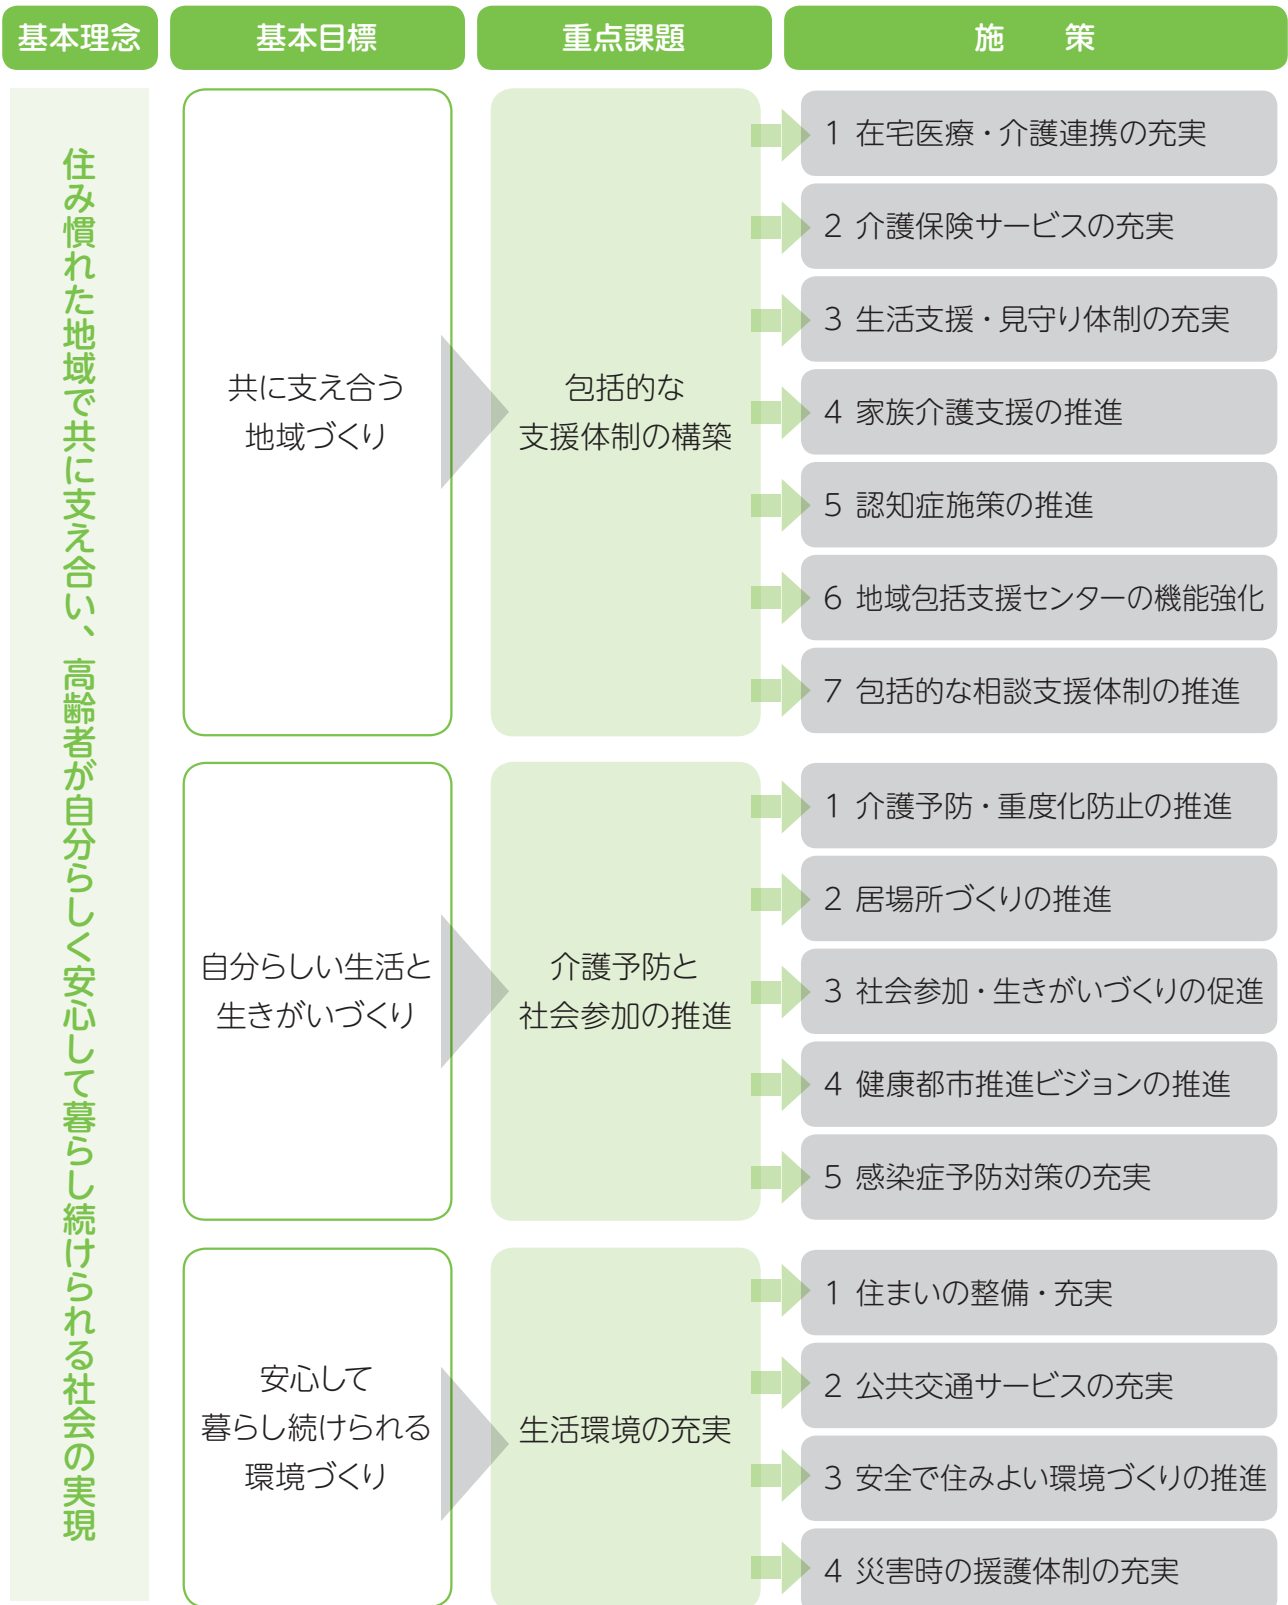 基本理念
基本目標
重点課題
施　策
住み慣れた地域で共に支え合い、高齢者が自分らしく安心して暮らし続けられる社会の実現
共に支え合う
地域づくり
包括的な
支援体制の構築
1 在宅医療・介護連携の充実
2 介護保険サービスの充実
3 生活支援・見守り体制の充実
4 家族介護支援の推進
5 認知症施策の推進
6 地域包括支援センターの機能強化
7 包括的な相談支援体制の推進
自分らしい生活と
生きがいづくり
介護予防と
社会参加の推進
1 介護予防・重度化防止の推進
2 居場所づくりの推進
3 社会参加・生きがいづくりの促進
4 健康都市推進ビジョンの推進
5 感染症予防対策の充実
安心して
暮らし続けられる
環境づくり
生活環境の充実
1 住まいの整備・充実
2 公共交通サービスの充実
3 安全で住みよい環境づくりの推進
4 災害時の援護体制の充実